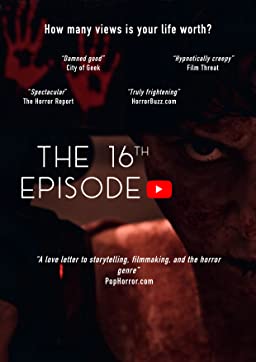 How many views is your life worth?
"Damned good"
City of Geek
"Hypnotically creepy"
Film Threat
"Spectacular"
The Horror Report
"Truly frightening"
HorrorBuzz.com
THE 16TH
EPISODE
"A love letter to storytelling, filmmaking, and the horror
genre"
PopHorror.com